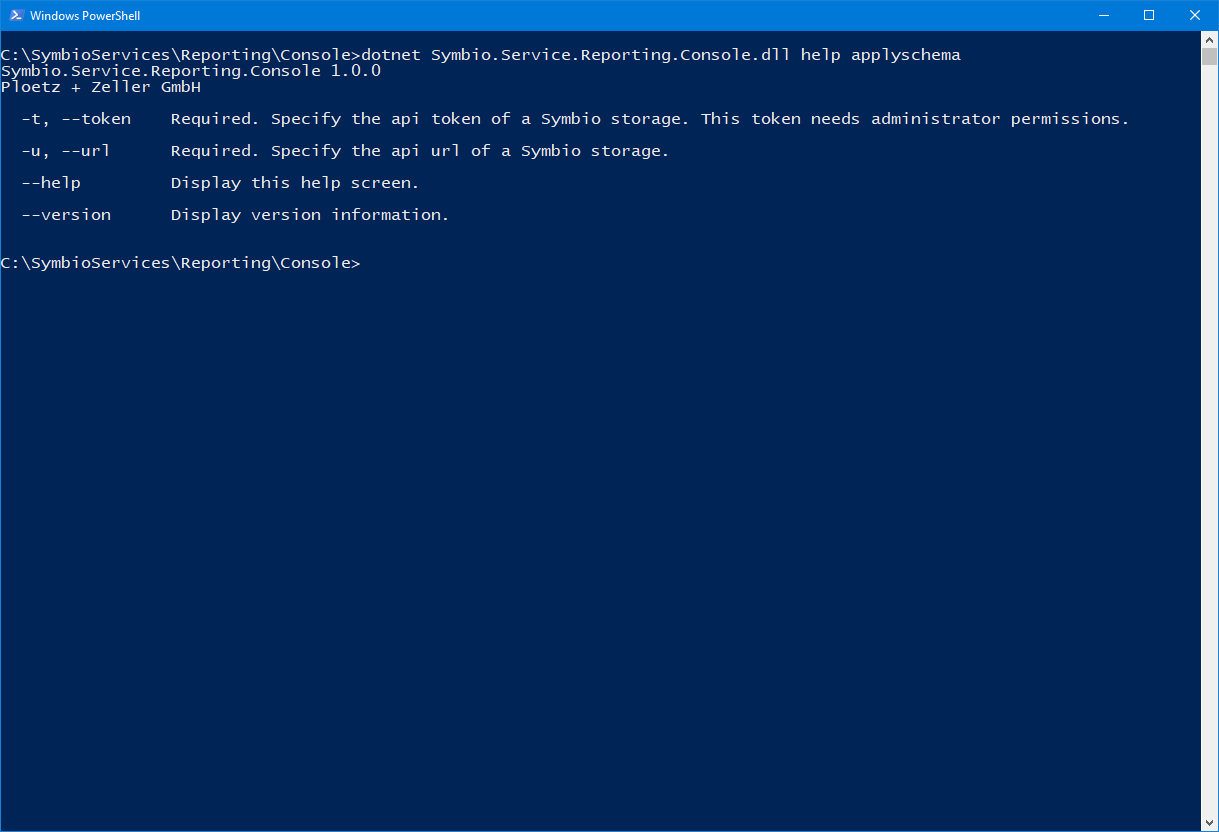 Windows PowerShell
C:\SymbioServices\Reporting\Console>dotnet Symbio.Service.Reporting.Console.dll help applyschema
Symbio.Service.Reporting.Console 1.0.0
Ploetz + Zeller GmbH
-t, --token    Required. Specify the api token of a Symbio storage. This token needs administrator permissions.
-u, --url      Required. Specify the api url of a Symbio storage.
--help         Display this help screen.
--version      Display version information.
C:\SymbioServices\Reporting\Console>